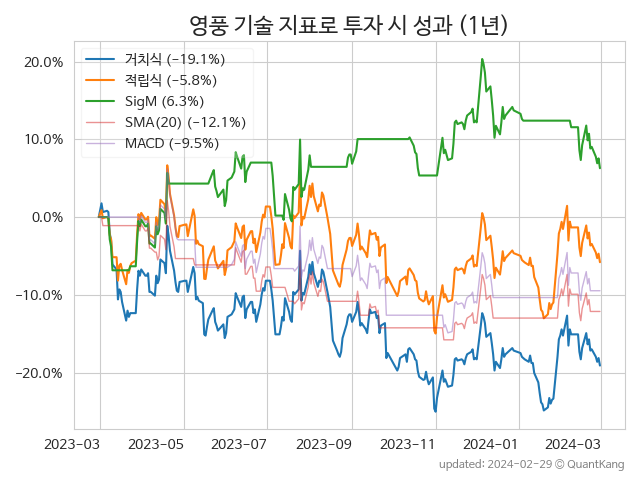 영풍 기술 지표로 투자 시 성과 (1년)
거치식 (−19.1%)
적립식 (−5.8%)
SigM (6.3%)
SMA(20) (−12.1%)
MACD (−9.5%)
20.0%
10.0%
0.0%
−10.0%
−20.0%
2023-03 2023-05 2023-07 2023-09 2023-11 2024-01 2024-03
updated: 2024-02-29 © QuantKang